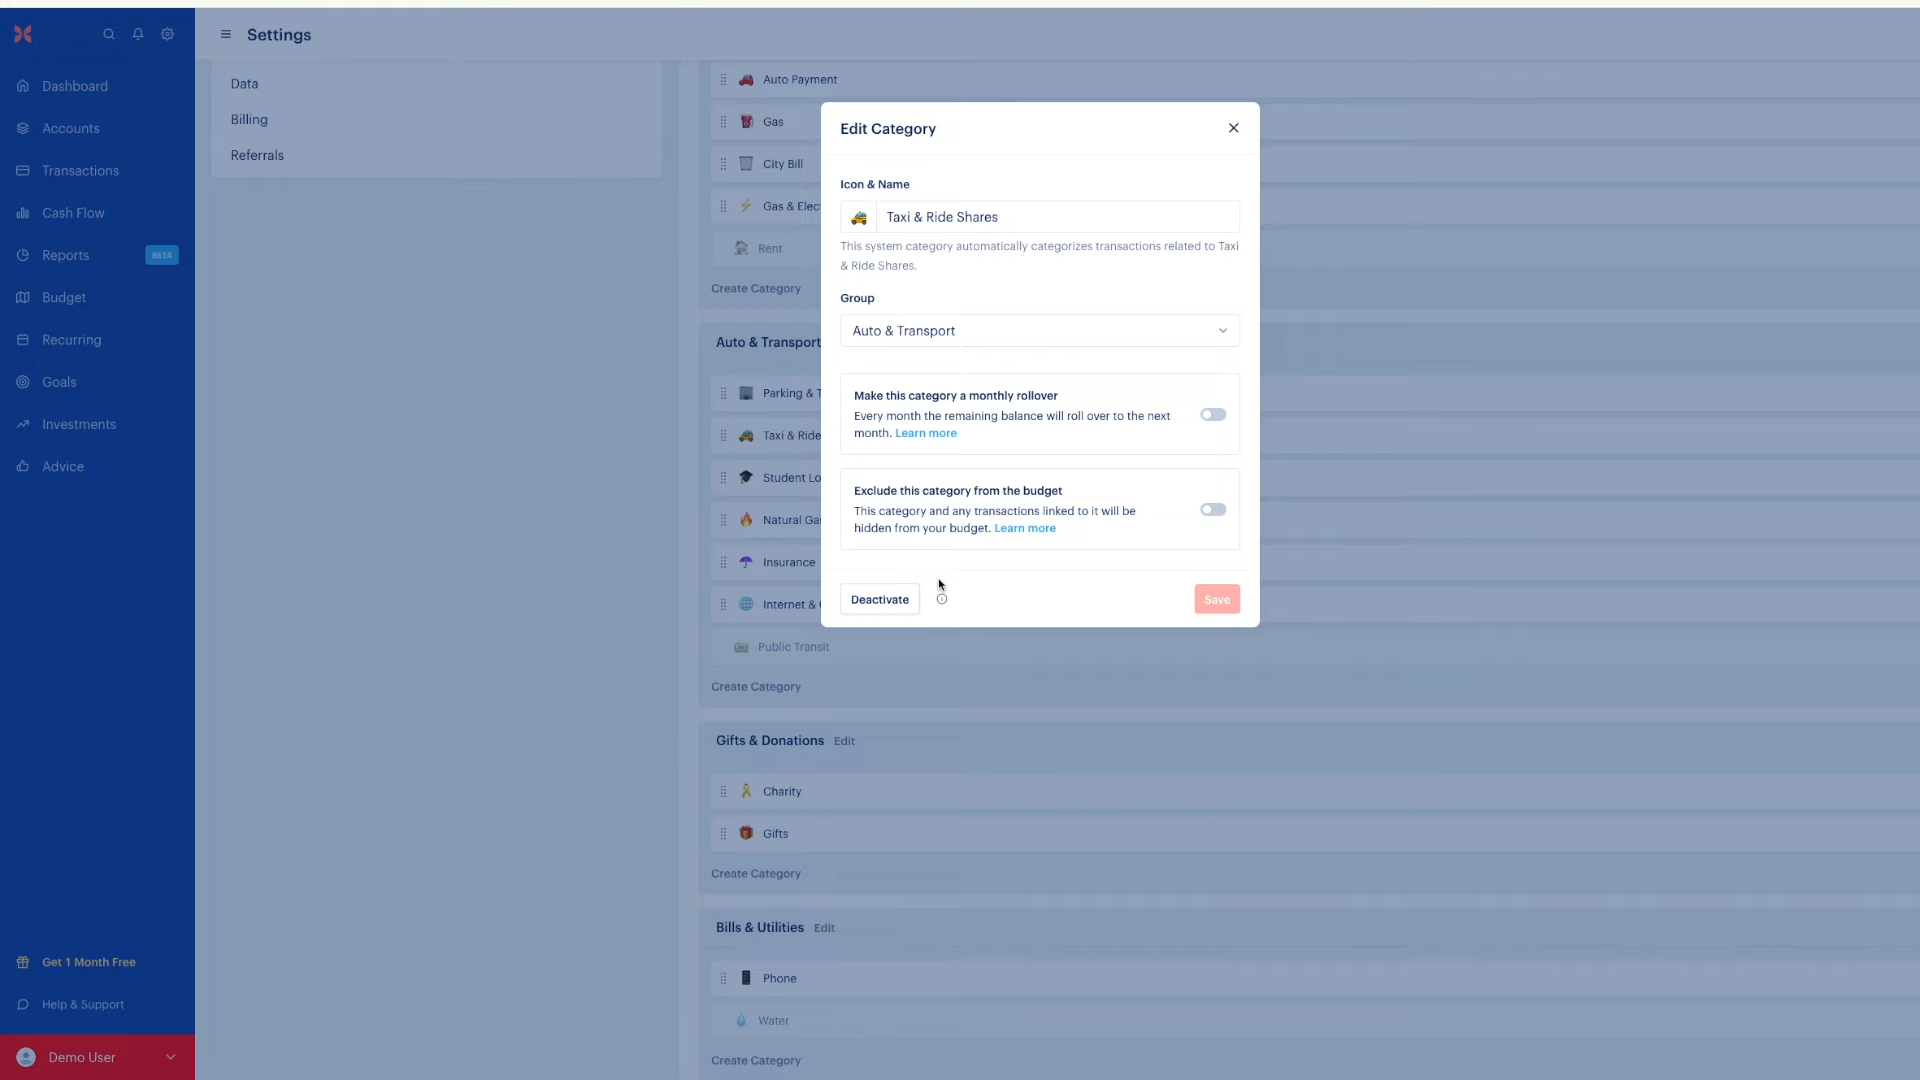 Settings
Dashboard
Accounts
Transactions
Cash Flow
Reports BETA
Budget
Recurring
Goals
Investments
Advice
Get 1 Month Free
Help & Support
Demo User
Data
Billing
Referrals
Auto Payment
Gas
City Bill
Gas & Elec
Rent
Create Category
Auto & Transport
Parking & T
Taxi & Ride
Student Lo
Natural Ga
Insurance
Internet &
Public Transit
Create Category
Gifts & Donations Edit
Charity
Gifts
Create Category
Bills & Utilities Edit
Phone
Water
Create Category
Edit Category
Icon & Name
Taxi & Ride Shares
This system category automatically categorizes transactions related to Taxi
& Ride Shares.
Group
Auto & Transport
Make this category a monthly rollover
Every month the remaining balance will roll over to the next
month. Learn more
Exclude this category from the budget
This category and any transactions linked to it will be
hidden from your budget. Learn more
Deactivate
Save